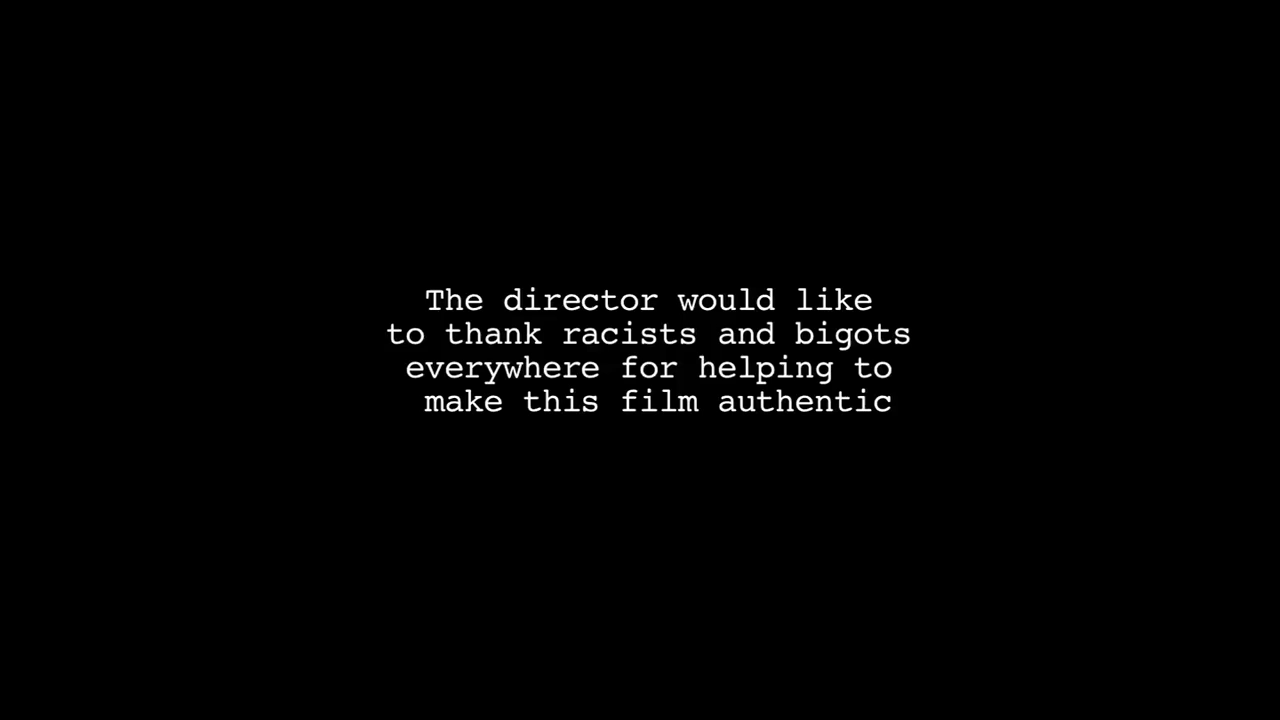 The director would like
to thank racists and bigots
everywhere for helping to
make this film authentic